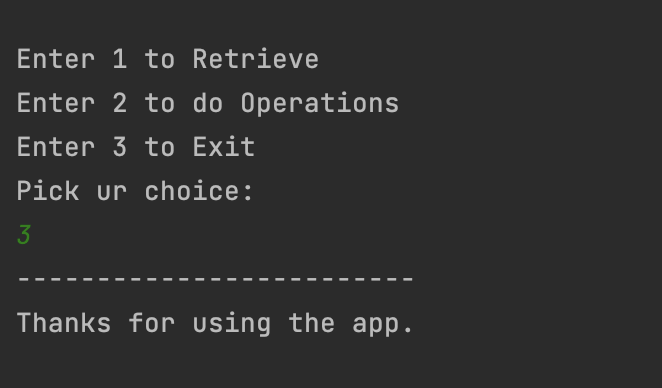 Enter 1 to Retrieve
Enter 2 to do Operations
Enter 3 to Exit
Pick ur choice:
3
-------------------------
Thanks for using the app.